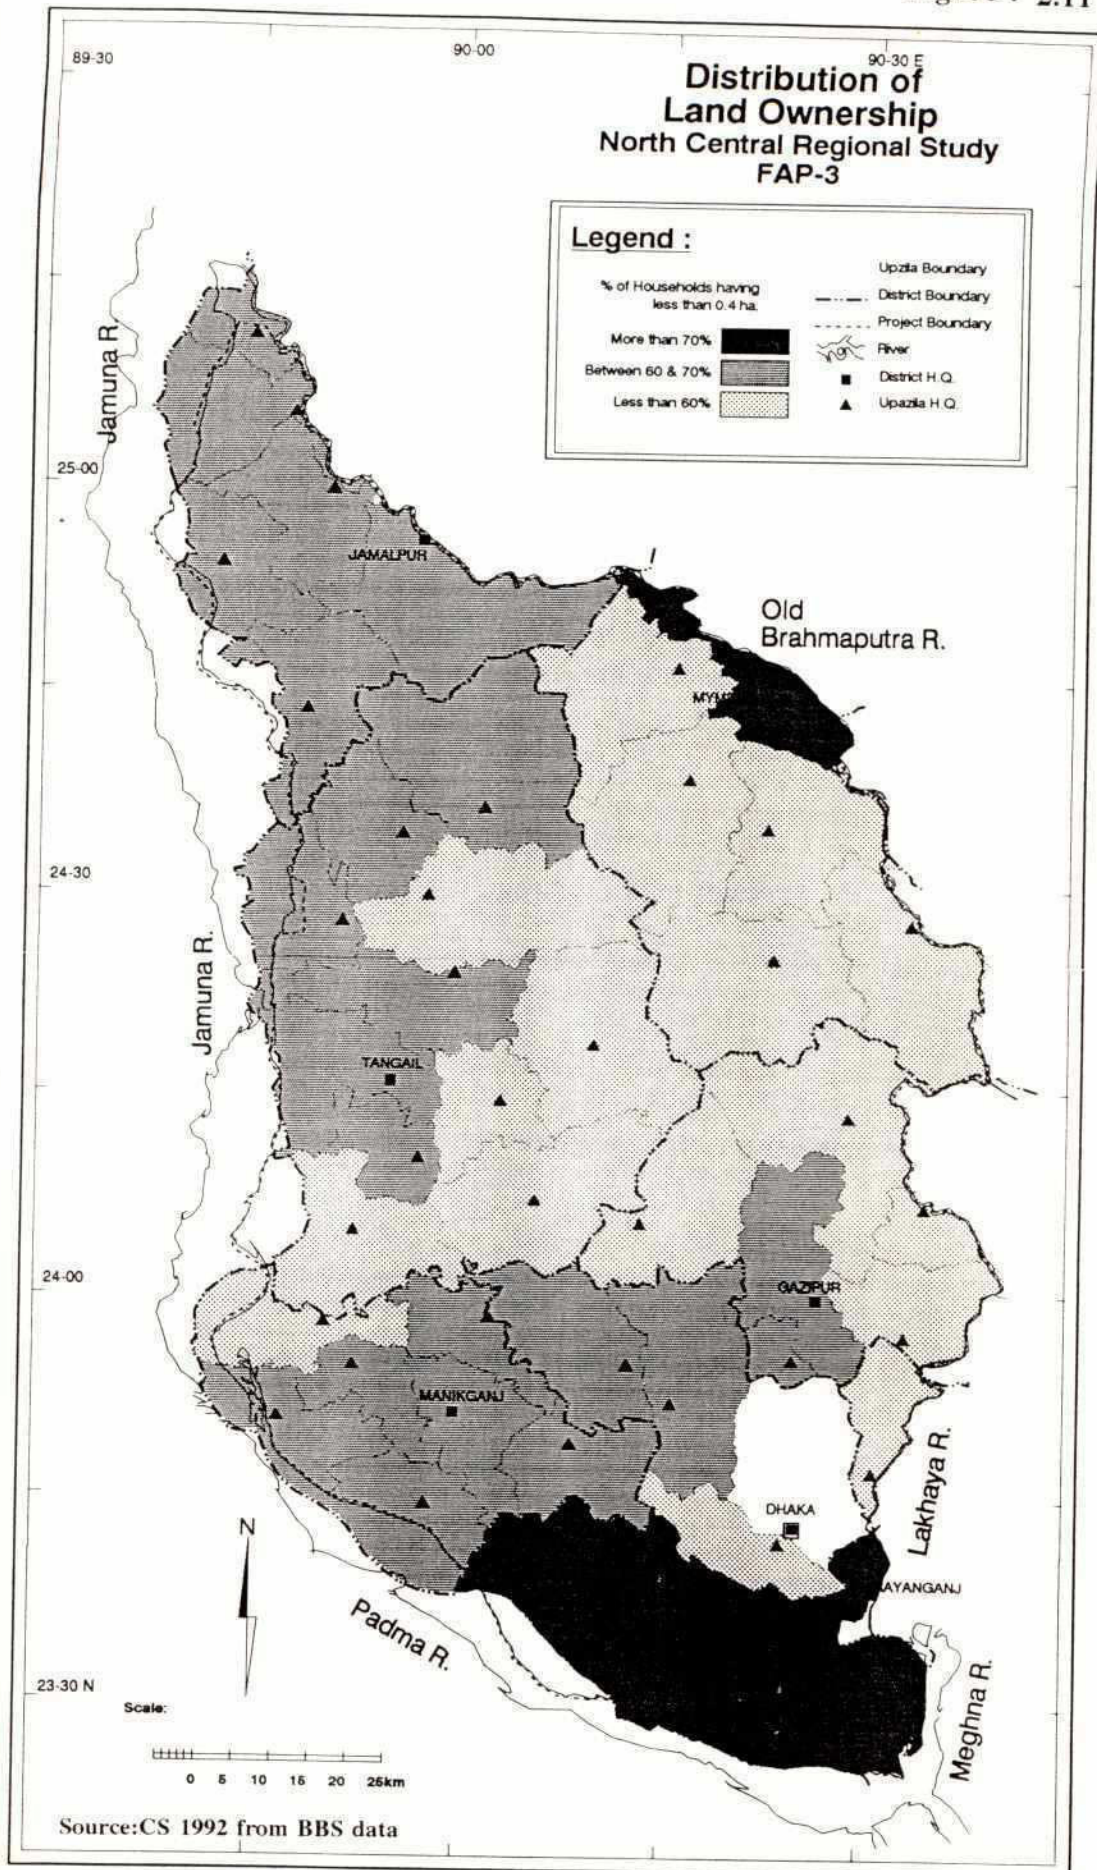 2.11
89-30
90-00
90-30 E
Distribution of
Land Ownership
North Central Regional Study
FAP-3
Legend :
% of Households having
less than 0.4 ha.
More than 70%
Between 60 & 70%
Less than 60%
Upzila Boundary
District Boundary
Project Boundary
River
District H.Q.
Upazila H.Q.
Jamuna R.
25-00
JAMALPUR
Old
Brahmaputra R.
24-30
Jamuna R.
TANGAIL
24-00
GAZIPUR
MANIKGANJ
DHAKA
Lakhaya R.
AYANGANJ
N
Padma R.
Meghna R.
23-30 N
Scale:
0 5 10 15 20 25km
Source:CS 1992 from BBS data